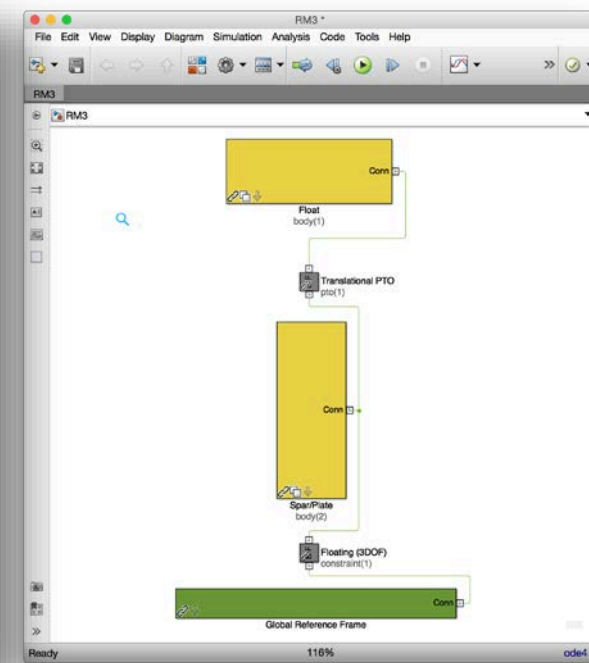 RM3 *
File Edit View Display Diagram Simulation Analysis Code Tools Help
RM3
RM3
Conn
Float
body(1)
Translational PTO
pto(1)
Conn
Spar/Plate
body(2)
Floating (3DOF)
constraint(1)
Conn
Global Reference Frame
Ready 116% ode4